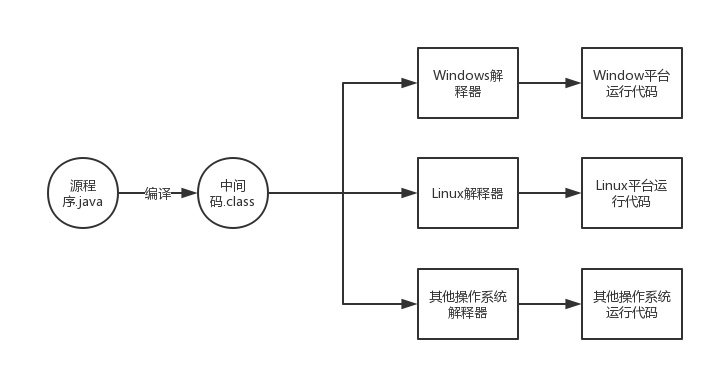 源程
序.java
编译
中间
码.class
Windows解
释器
Window平台
运行代码
Linux解释器
Linux平台运
行代码
其他操作系统
解释器
其他操作系统
运行代码